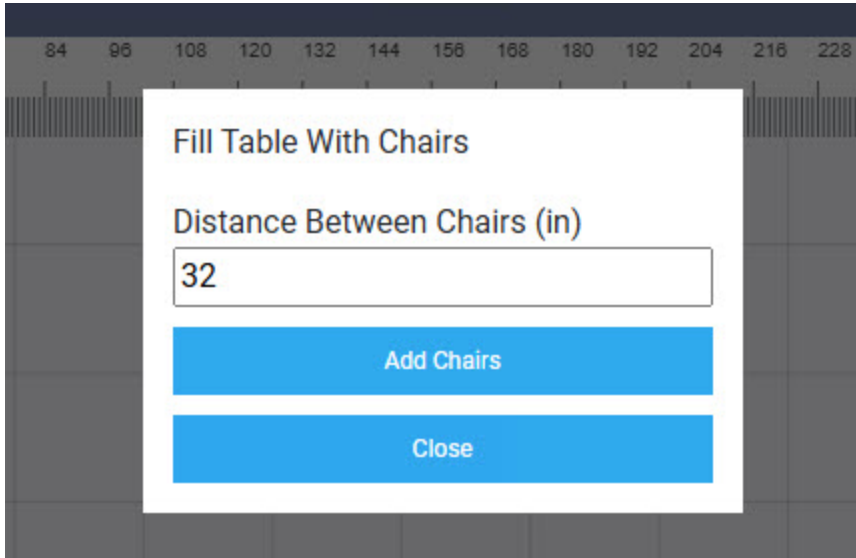 84 96 108 120 132 144 156 168 180 192 204 216 228
Fill Table With Chairs
Distance Between Chairs (in)
32
Add Chairs
Close